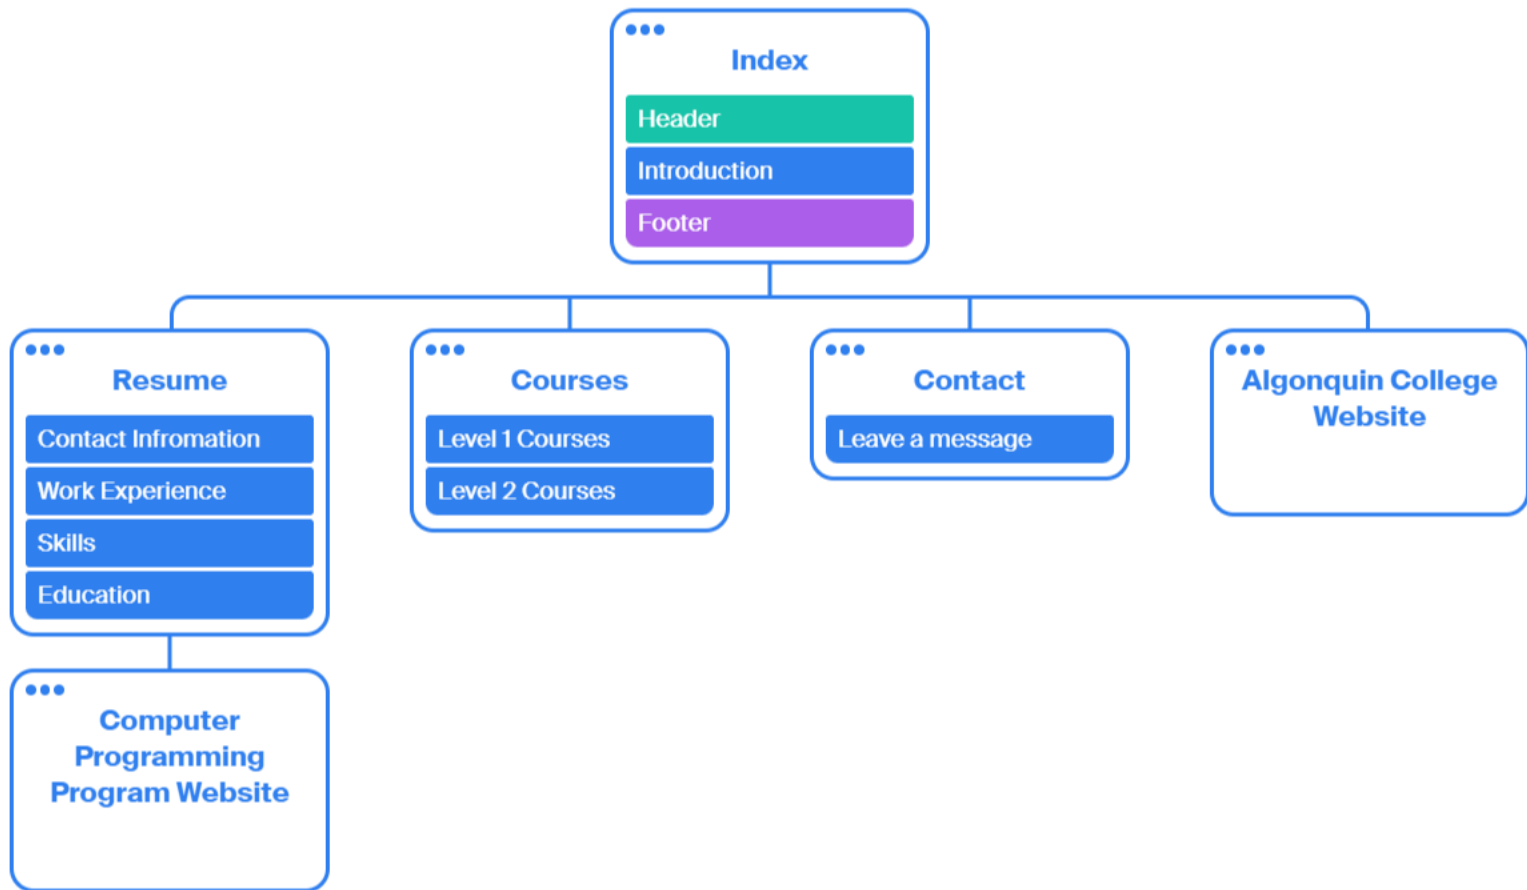 Index
Header
Introduction
Footer
Resume
Contact Infromation
Work Experience
Skills
Education
Courses
Level 1 Courses
Level 2 Courses
Contact
Leave a message
Algonquin College
Website
Computer
Programming
Program Website